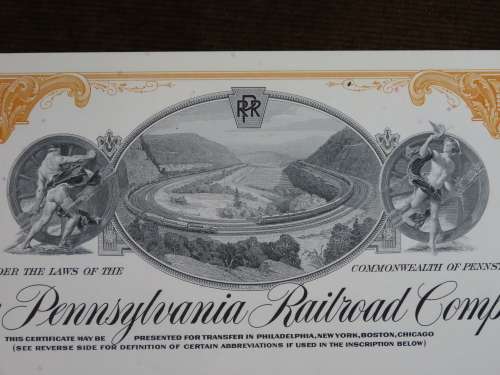 PRR
DER THE LAWS OF THE COMMONWEALTH OF PENNST
Pennsylvania Railroad Comp
THIS CERTIFICATE MAY BE PRESENTED FOR TRANSFER IN PHILADELPHIA, NEW YORK, BOSTON, CHICAGO
(SEE REVERSE SIDE FOR DEFINITION OF CERTAIN ABBREVIATIONS IF USED IN THE INSCRIPTION BELOW)